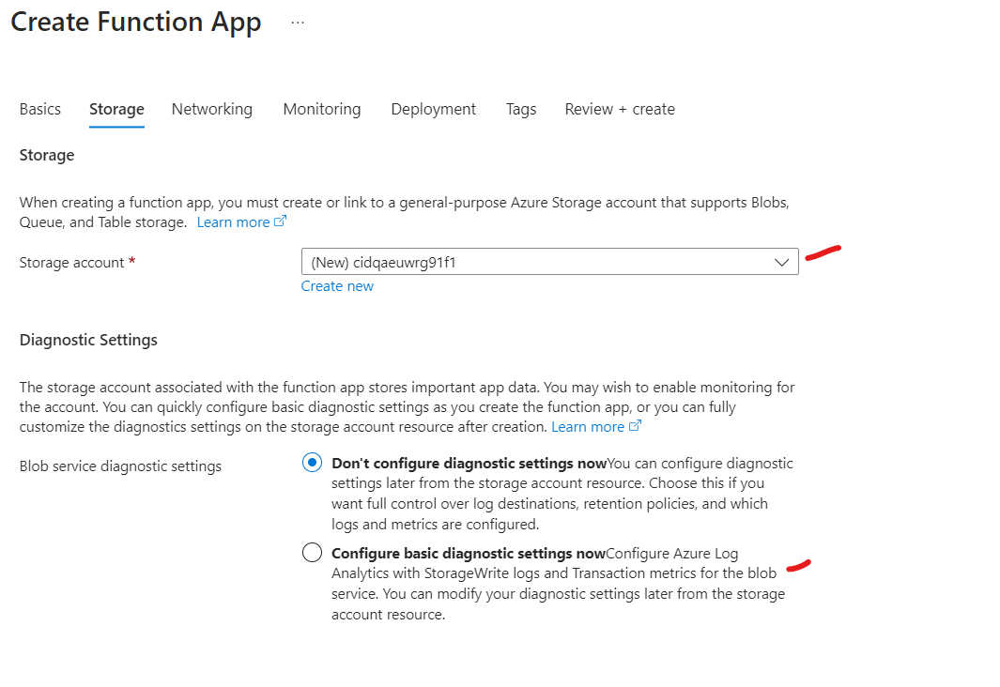 Create Function App ...
Basics Storage Networking Monitoring Deployment Tags Review + create
Storage
When creating a function app, you must create or link to a general-purpose Azure Storage account that supports Blobs,
Queue, and Table storage. Learn more
Storage account * (New) cidqaeuwrg91f1
Create new
Diagnostic Settings
The storage account associated with the function app stores important app data. You may wish to enable monitoring for
the account. You can quickly configure basic diagnostic settings as you create the function app, or you can fully
customize the diagnostics settings on the storage account resource after creation. Learn more
Blob service diagnostic settings Don't configure diagnostic settings nowYou can configure diagnostic
settings later from the storage account resource. Choose this if you
want full control over log destinations, retention policies, and which
logs and metrics are configured.
Configure basic diagnostic settings nowConfigure Azure Log
Analytics with StorageWrite logs and Transaction metrics for the blob
service. You can modify your diagnostic settings later from the storage
account resource.